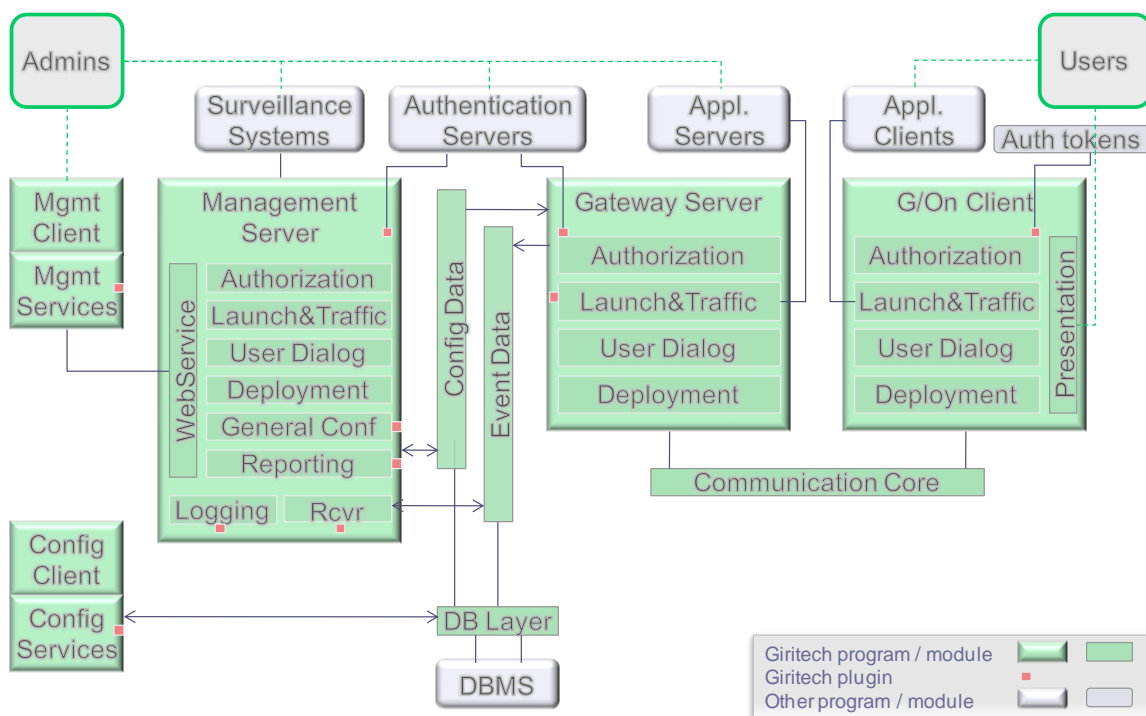 Admins
Users
Surveillance
Systems
Authentication
Servers
Appl.
Servers
Appl.
Clients
Auth tokens
Mgmt
Client
Mgmt
Services
Management
Server
WebService
Authorization
Launch&Traffic
User Dialog
Deployment
General Conf
Reporting
Logging
Rcvr
Config Data
Event Data
Gateway Server
Authorization
Launch&Traffic
User Dialog
Deployment
G/On Client
Authorization
Launch&Traffic
User Dialog
Deployment
Presentation
Communication Core
Config
Client
Config
Services
DB Layer
DBMS
Giritech program / module
Giritech plugin
Other program / module